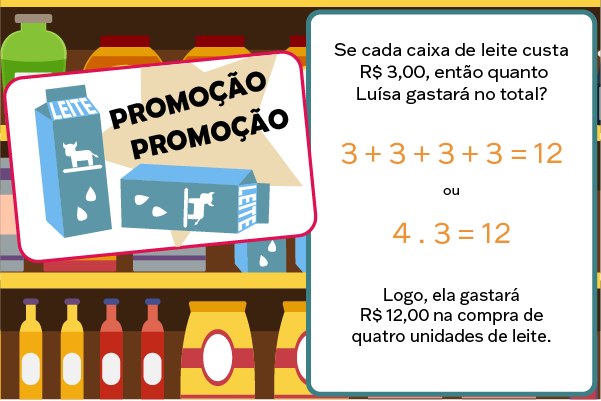 LEITE
PROMOÇÃO
PROMOÇÃO
LEITE
Se cada caixa de leite custa
R$ 3,00, então quanto
Luísa gastará no total?
3 + 3 + 3 + 3 = 12
ou
4 . 3 = 12
Logo, ela gastará
R$ 12,00 na compra de
quatro unidades de leite.